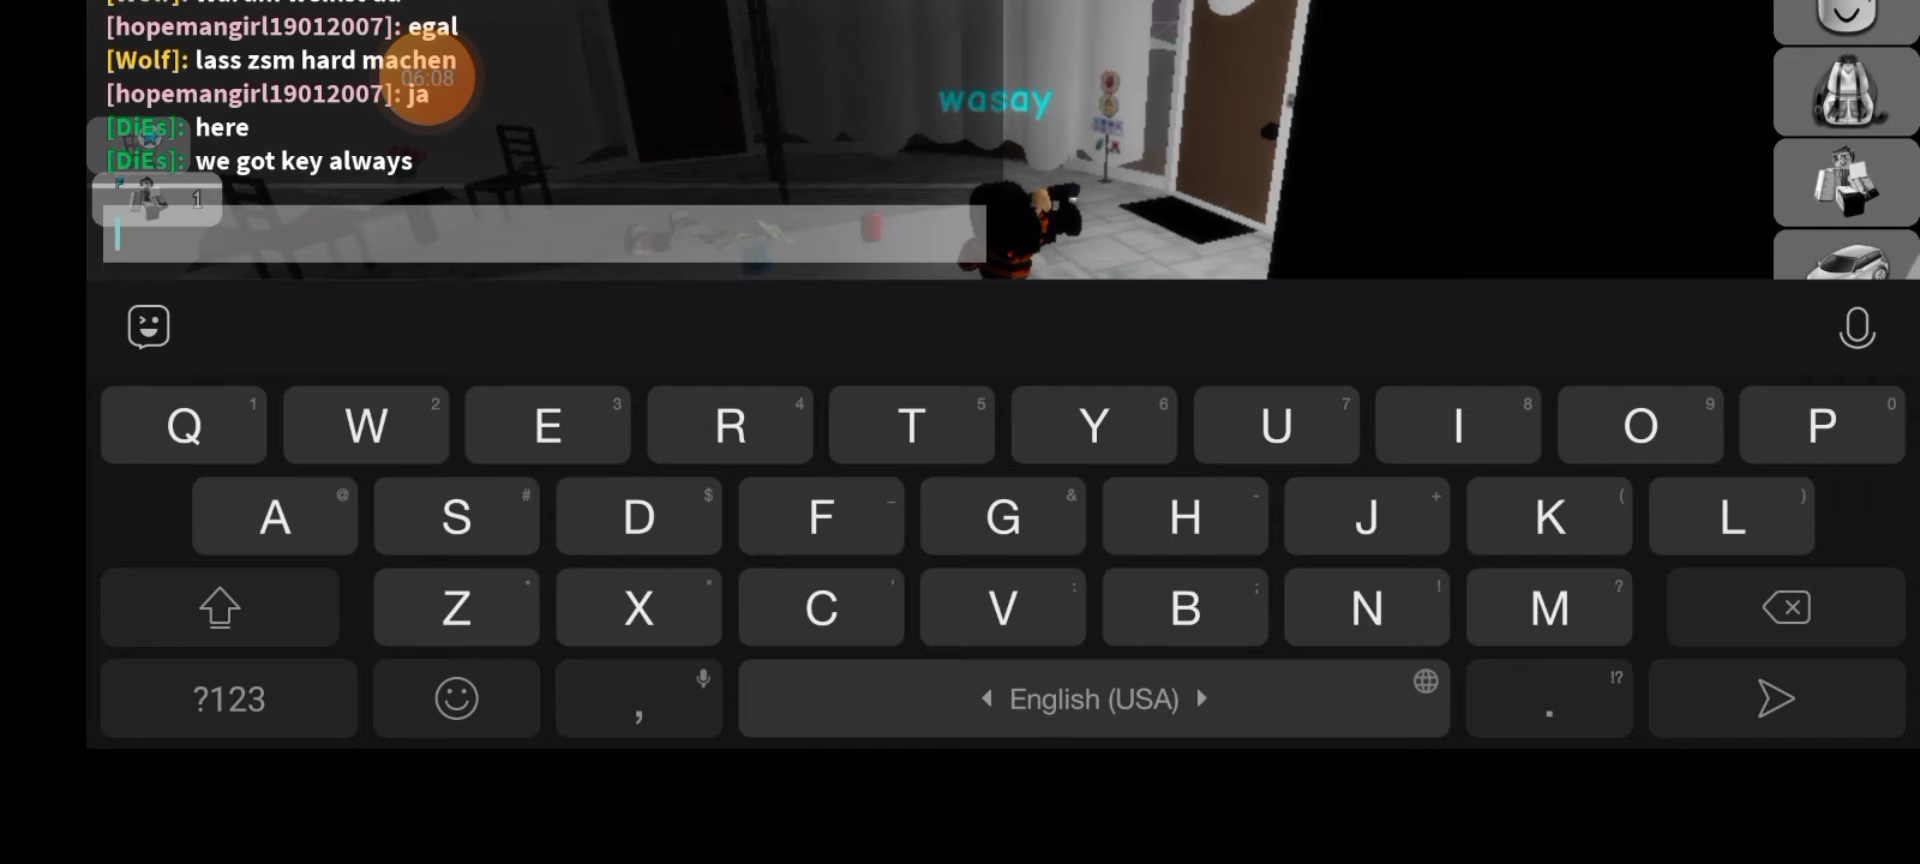 [hopemangirl19012007]: egal
[Wolf]: lass zsm hard machen
06:08
[hopemangirl19012007]: ja
[DiEs]: here
[DiEs]: we got key always
wasay
1
Q 1 W 2 E 3 R 4 T 5 Y 6 U 7 I 8 O 9 P 0
A @ S # D $ F _ G & H - J + K ( L )
Z X C ' V : B ; N ! M ?
?123 , English (USA) . !?